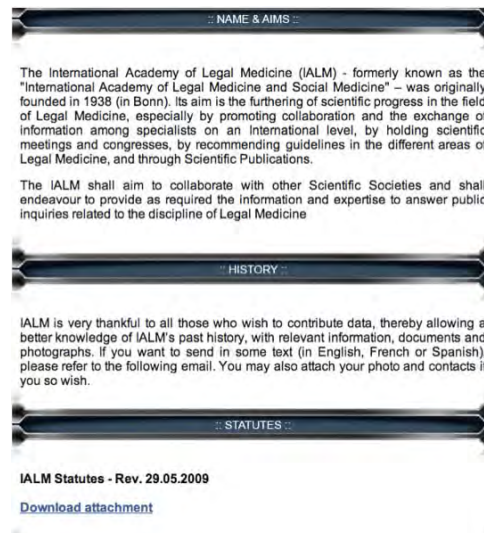 :: NAME & AIMS ::
The International Academy of Legal Medicine (IALM) - formerly known as the
"International Academy of Legal Medicine and Social Medicine" – was originally
founded in 1938 (in Bonn). Its aim is the furthering of scientific progress in the field
of Legal Medicine, especially by promoting collaboration and the exchange of
information among specialists on an International level, by holding scientific
meetings and congresses, by recommending guidelines in the different areas of
Legal Medicine, and through Scientific Publications.
The IALM shall aim to collaborate with other Scientific Societies and shall
endeavour to provide as required the information and expertise to answer public
inquiries related to the discipline of Legal Medicine
:: HISTORY ::
IALM is very thankful to all those who wish to contribute data, thereby allowing a
better knowledge of IALM's past history, with relevant information, documents and
photographs. If you want to send in some text (in English, French or Spanish)
please refer to the following email. You may also attach your photo and contacts if
you so wish.
:: STATUTES ::
IALM Statutes - Rev. 29.05.2009
Download attachment